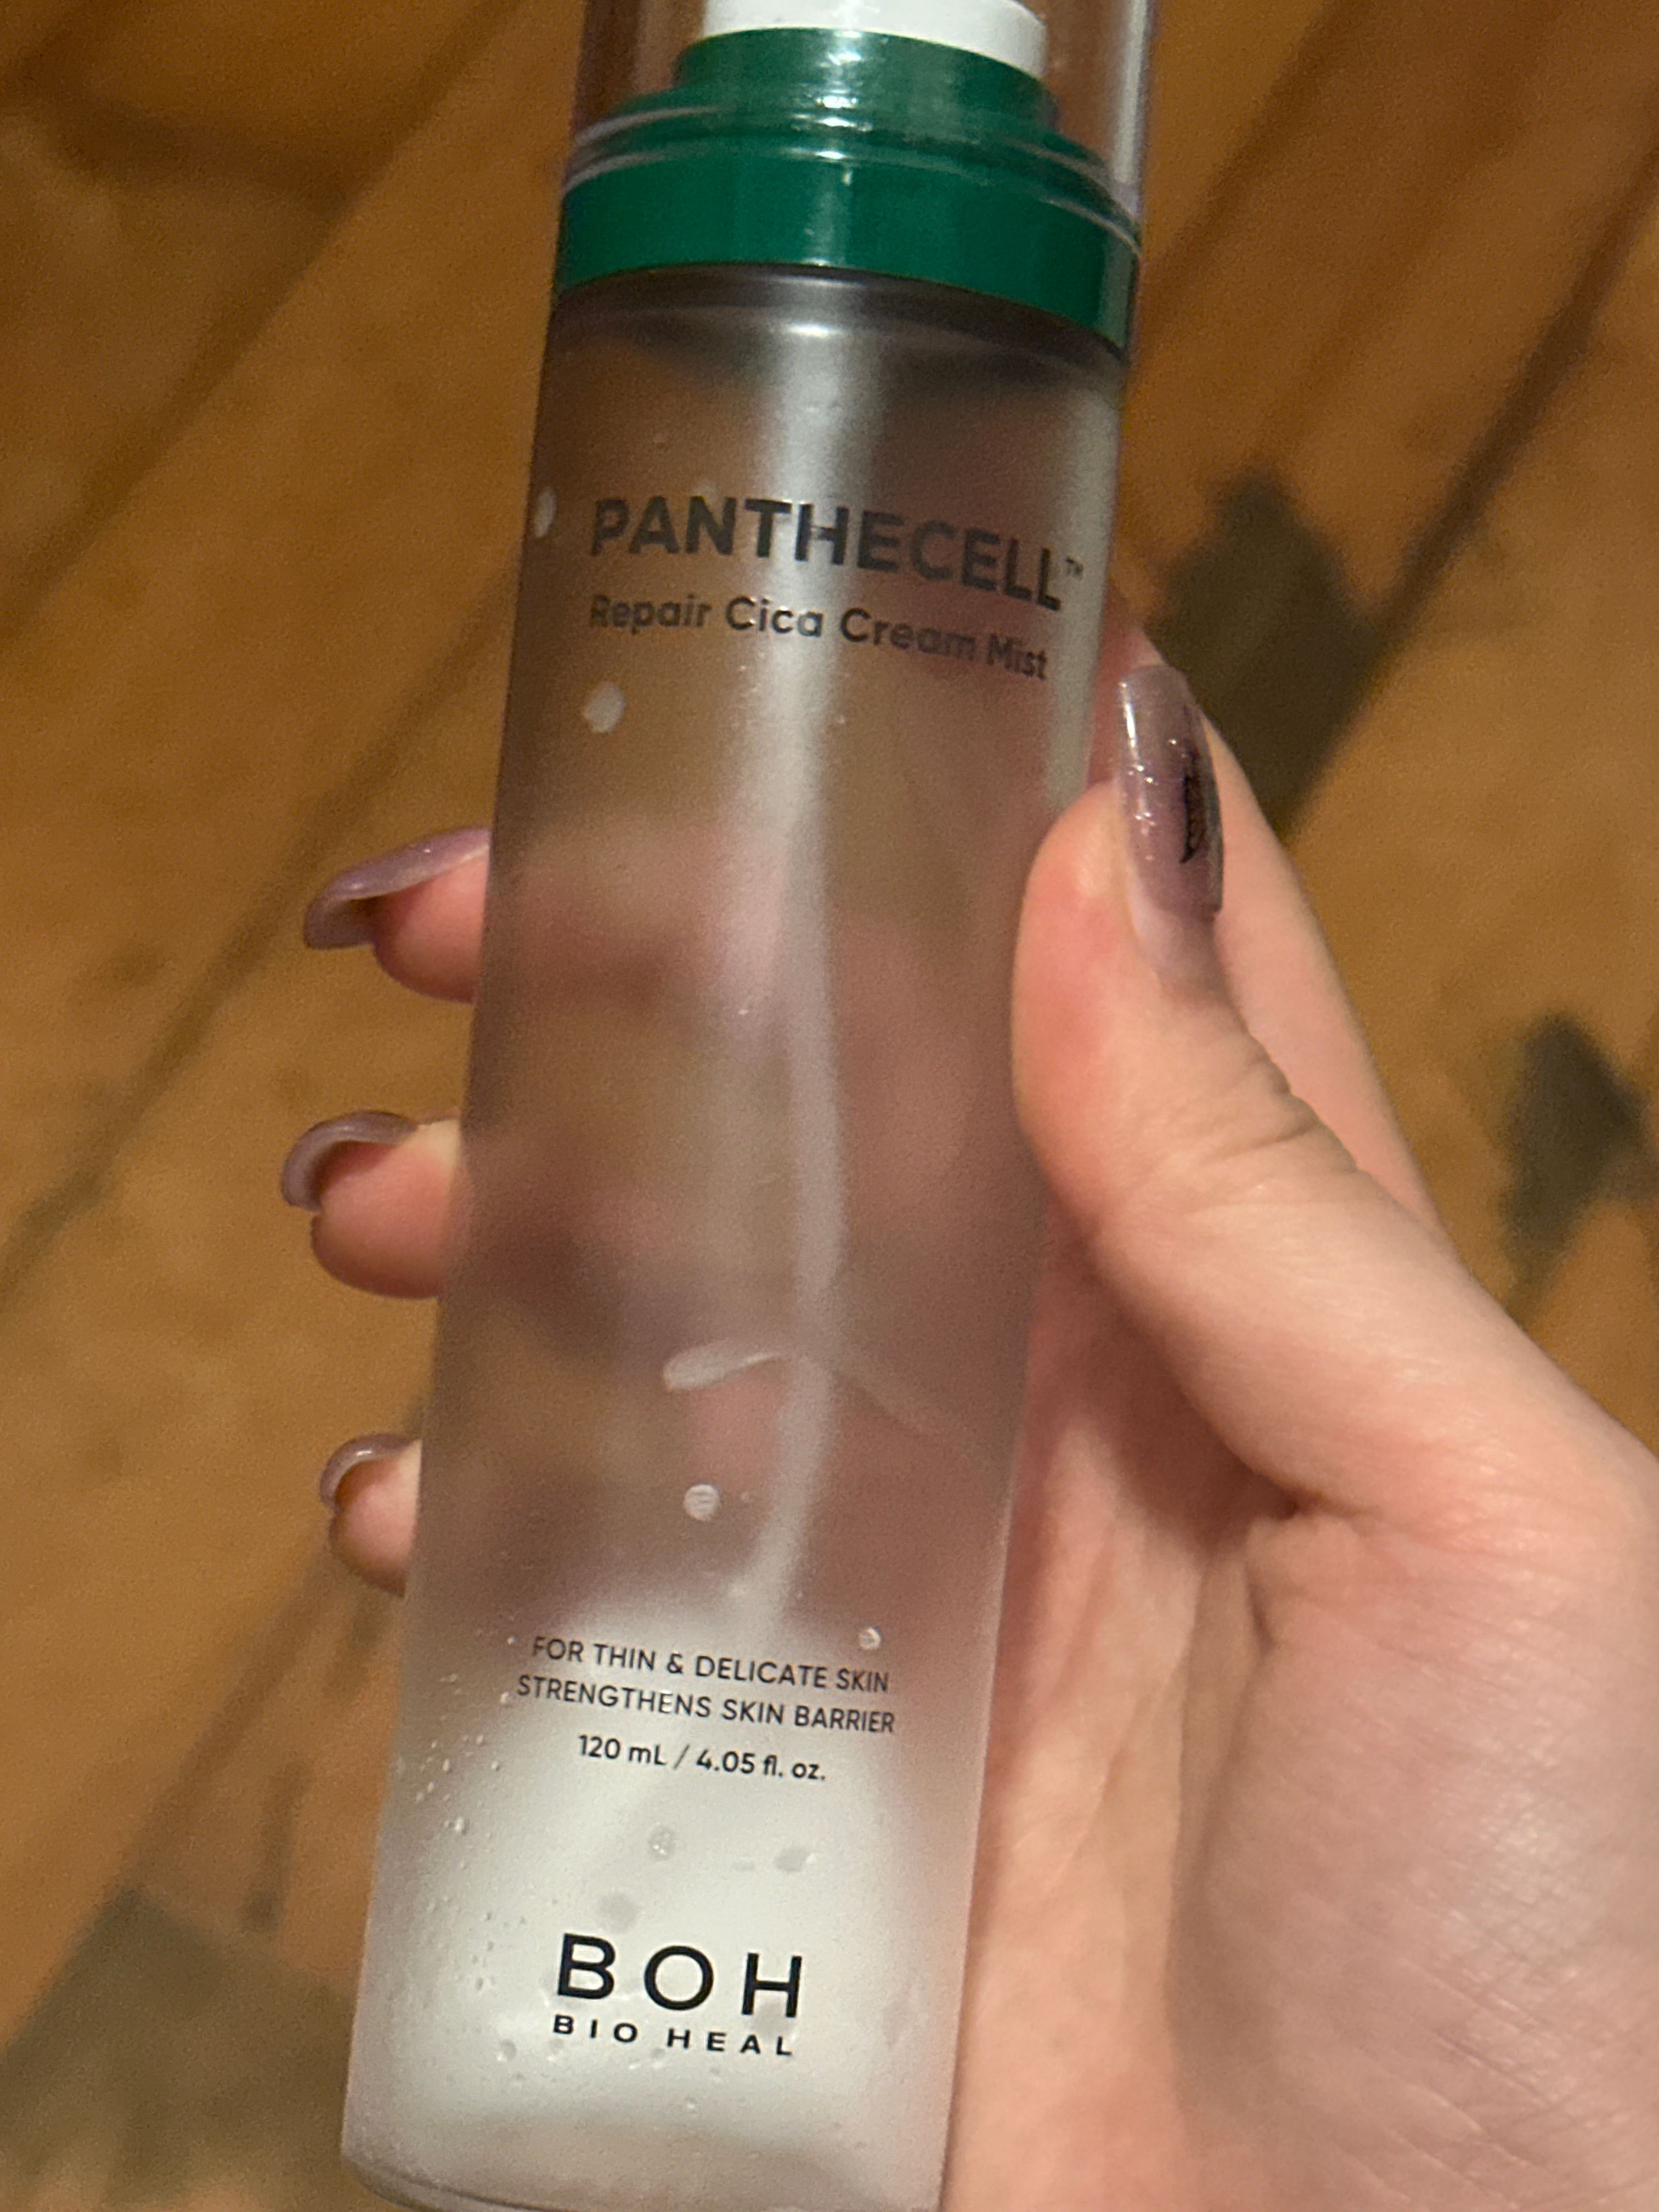 PANTHECELL™
Repair Cica Cream Mist
FOR THIN & DELICATE SKIN
STRENGTHENS SKIN BARRIER
120 mL / 4.05 fl. oz.
BOH
BIO HEAL